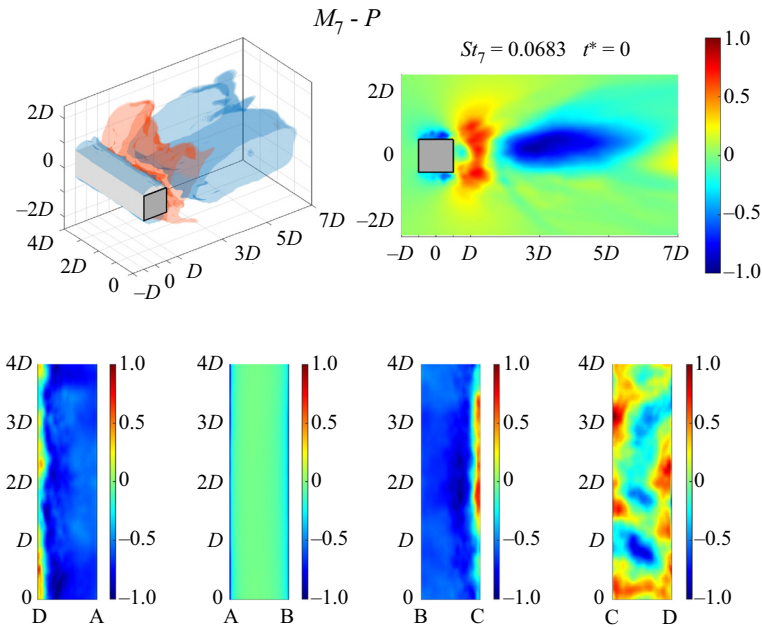 M₇ - P
St₇ = 0.0683 t* = 0
2D
0
–2D
4D
2D
0
–D
0
D
3D
5D
7D
2D
0
–2D
–D 0 D 3D 5D 7D
1.0
0.5
0
–0.5
–1.0
4D
3D
2D
D
0
D A
1.0
0.5
0
–0.5
–1.0
4D
3D
2D
D
0
A B
1.0
0.5
0
–0.5
–1.0
4D
3D
2D
D
0
B C
1.0
0.5
0
–0.5
–1.0
4D
3D
2D
D
0
C D
1.0
0.5
0
–0.5
–1.0